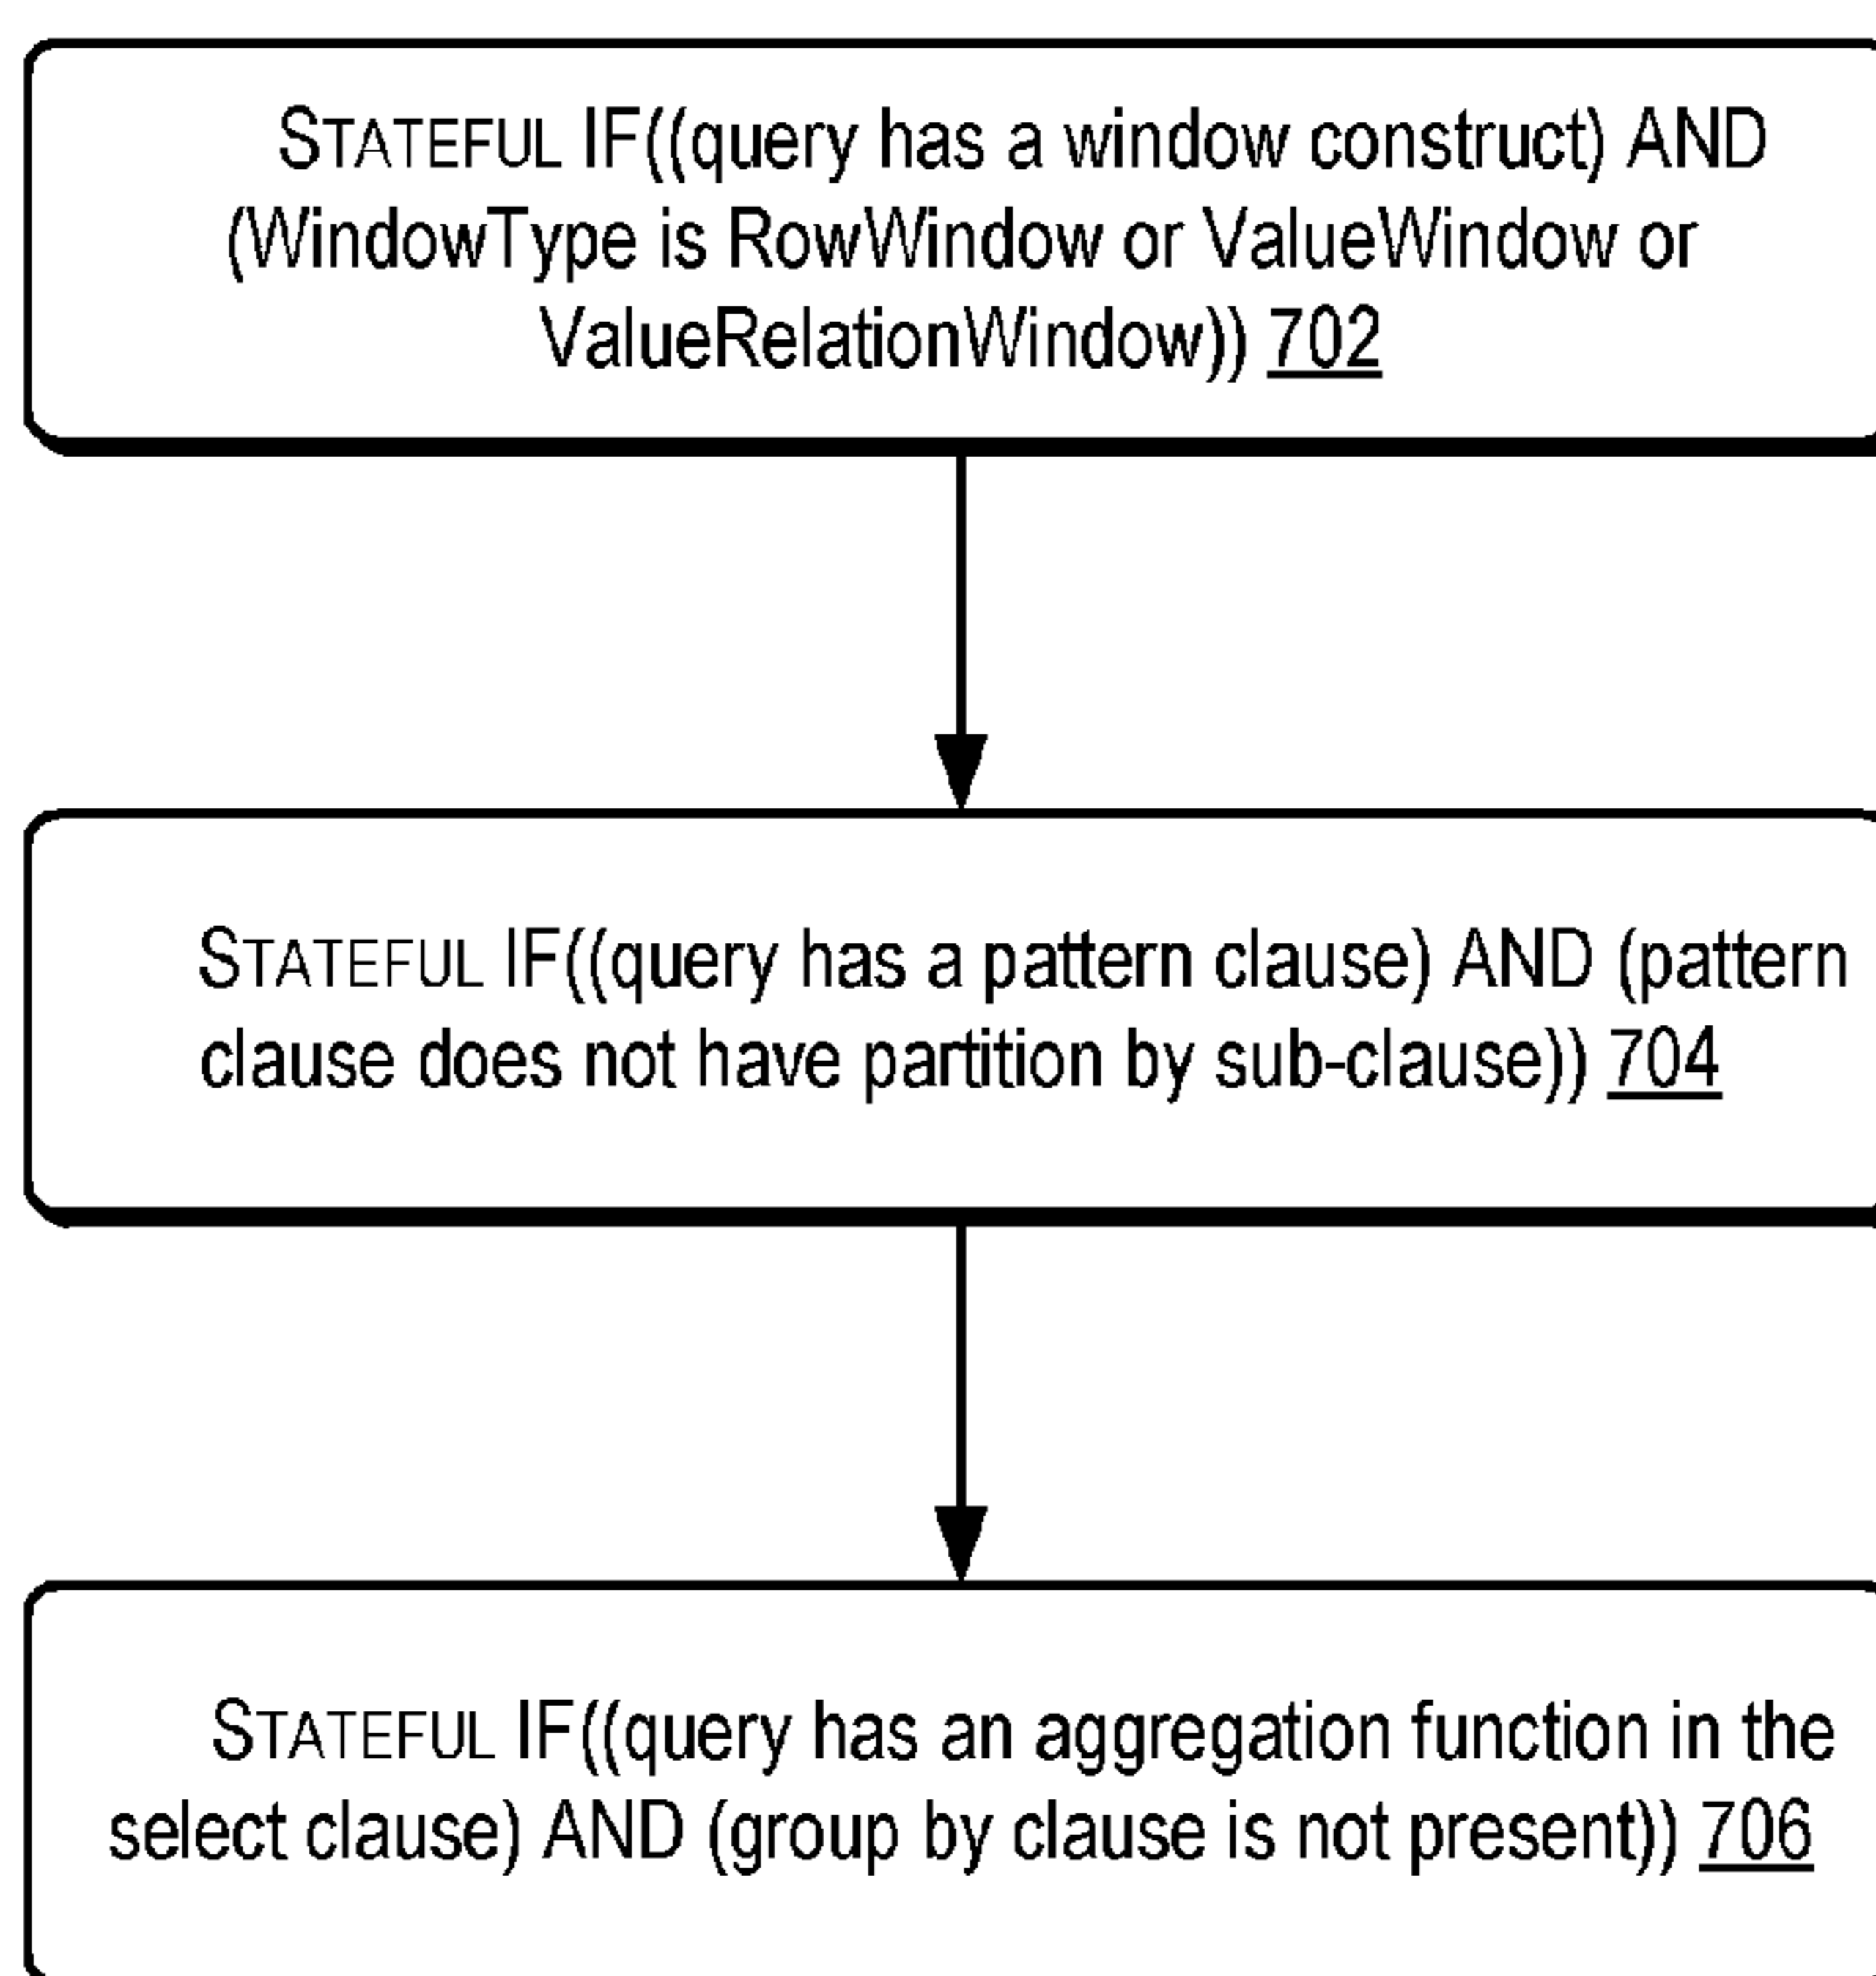 STATEFUL IF((query has a window construct) AND
(WindowType is RowWindow or ValueWindow or
ValueRelationWindow)) 702
STATEFUL IF((query has a pattern clause) AND (pattern
clause does not have partition by sub-clause)) 704
STATEFUL IF((query has an aggregation function in the
select clause) AND (group by clause is not present)) 706